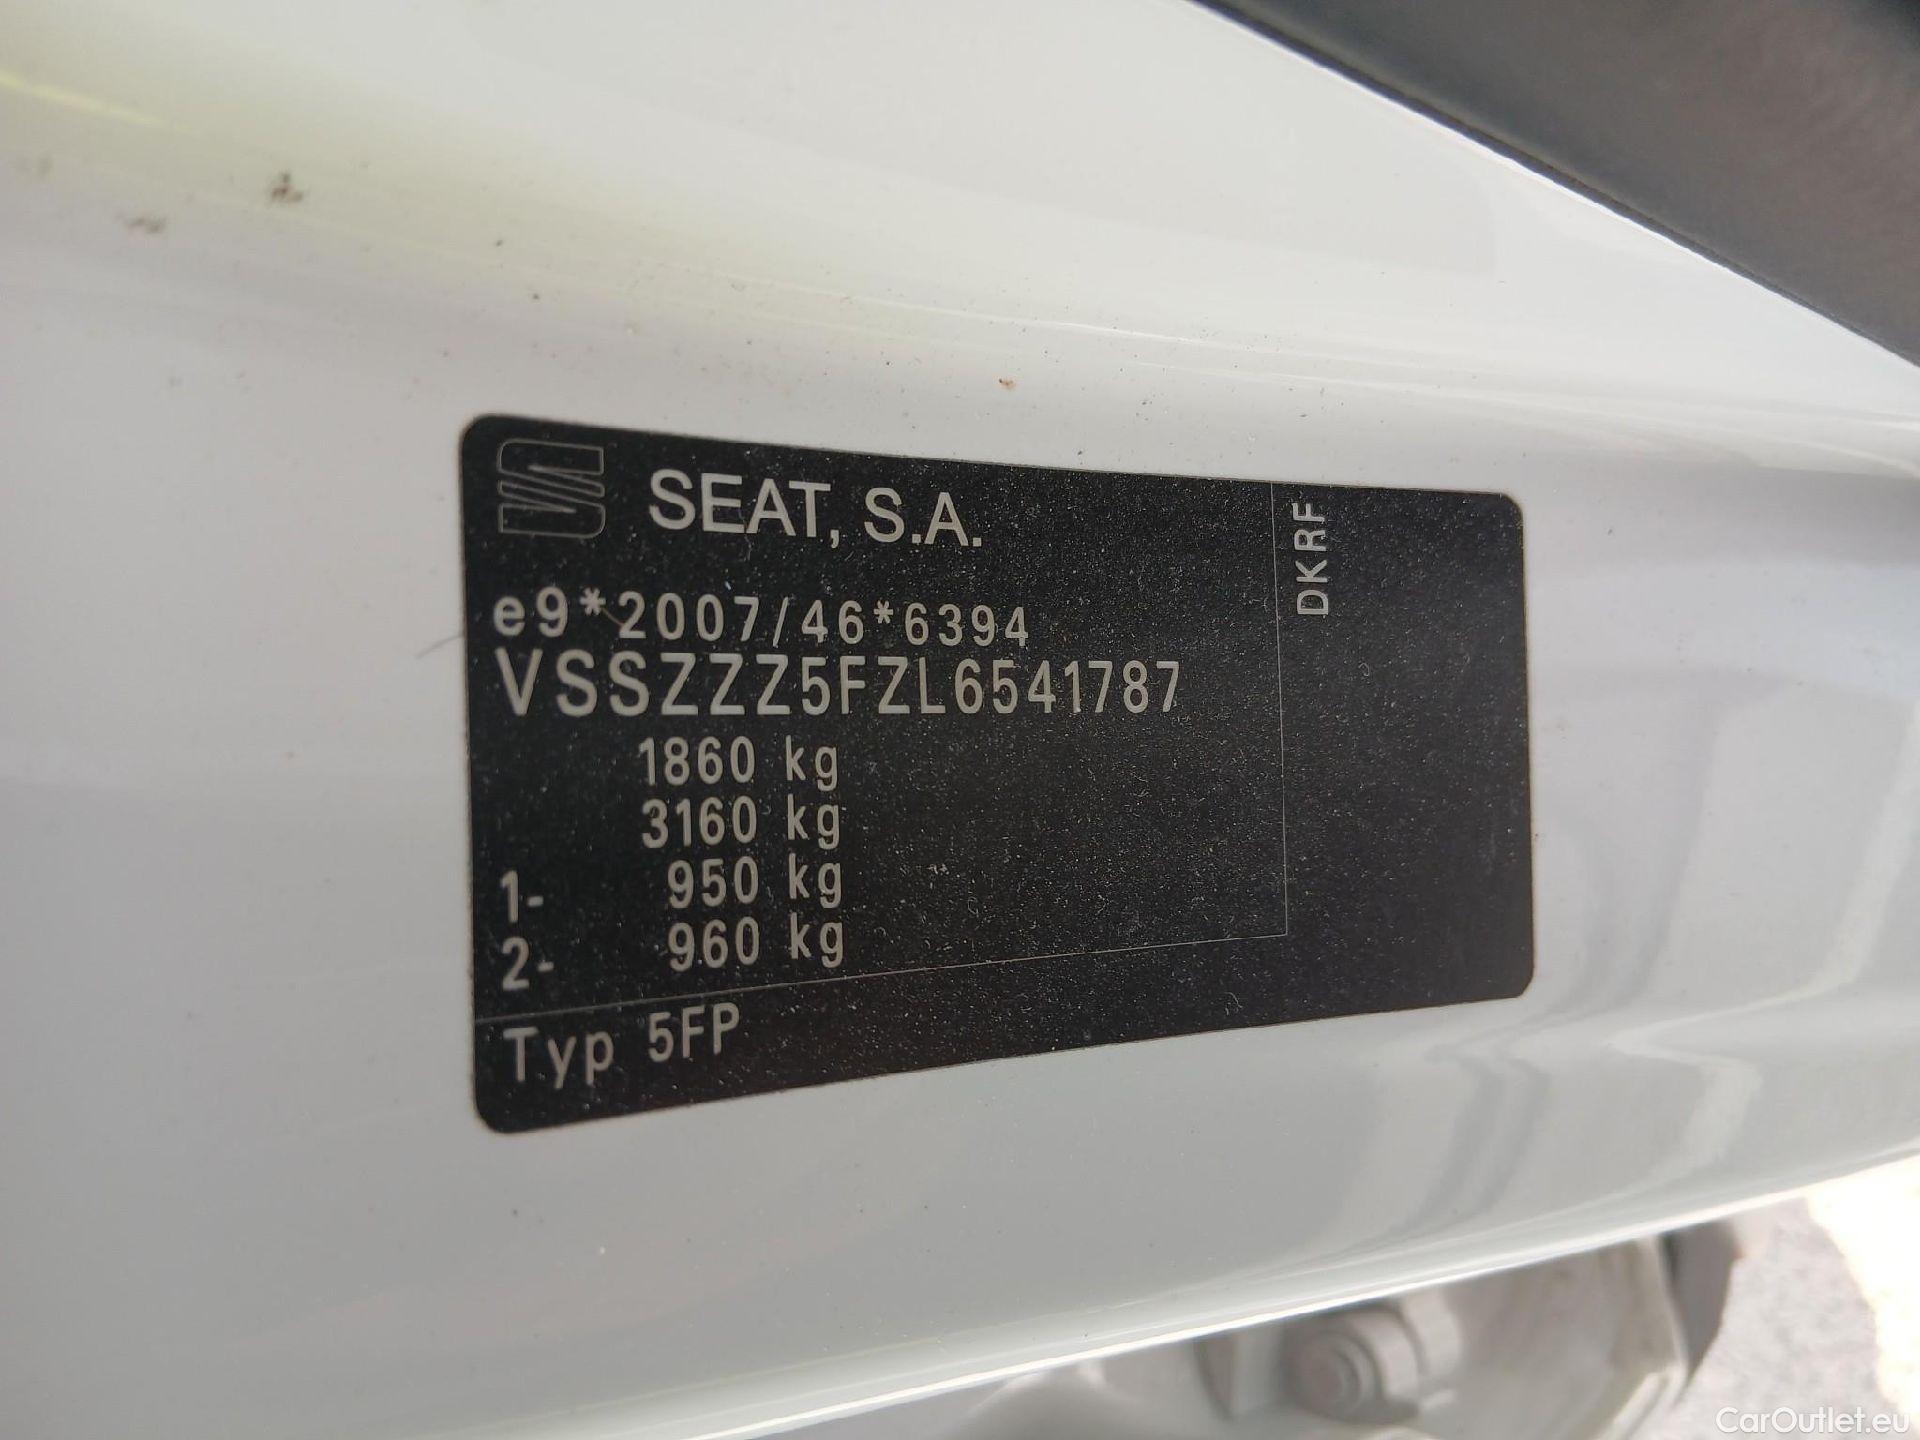 SEAT, S.A.
DKRF
e9*2007/46*6394
VSSZZZ5FZL6541787
1860 kg
3160 kg
1- 950 kg
2- 960 kg
Typ 5FP
CarOutlet.eu